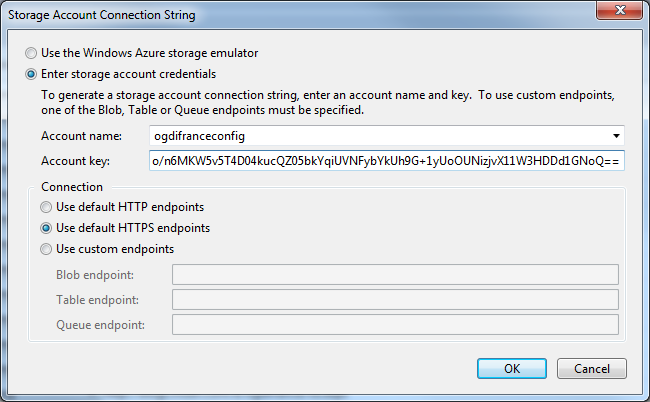 Storage Account Connection String
Use the Windows Azure storage emulator
Enter storage account credentials
To generate a storage account connection string, enter an account name and key. To use custom endpoints,
one of the Blob, Table or Queue endpoints must be specified.
Account name: ogdifranceconfig
Account key: o/n6MKW5v5T4D04kucQZ05bkYqiUVNFybYkUh9G+1yUoOUNizjvX11W3HDDd1GNoQ==
Connection
Use default HTTP endpoints
Use default HTTPS endpoints
Use custom endpoints
Blob endpoint:
Table endpoint:
Queue endpoint:
OK Cancel